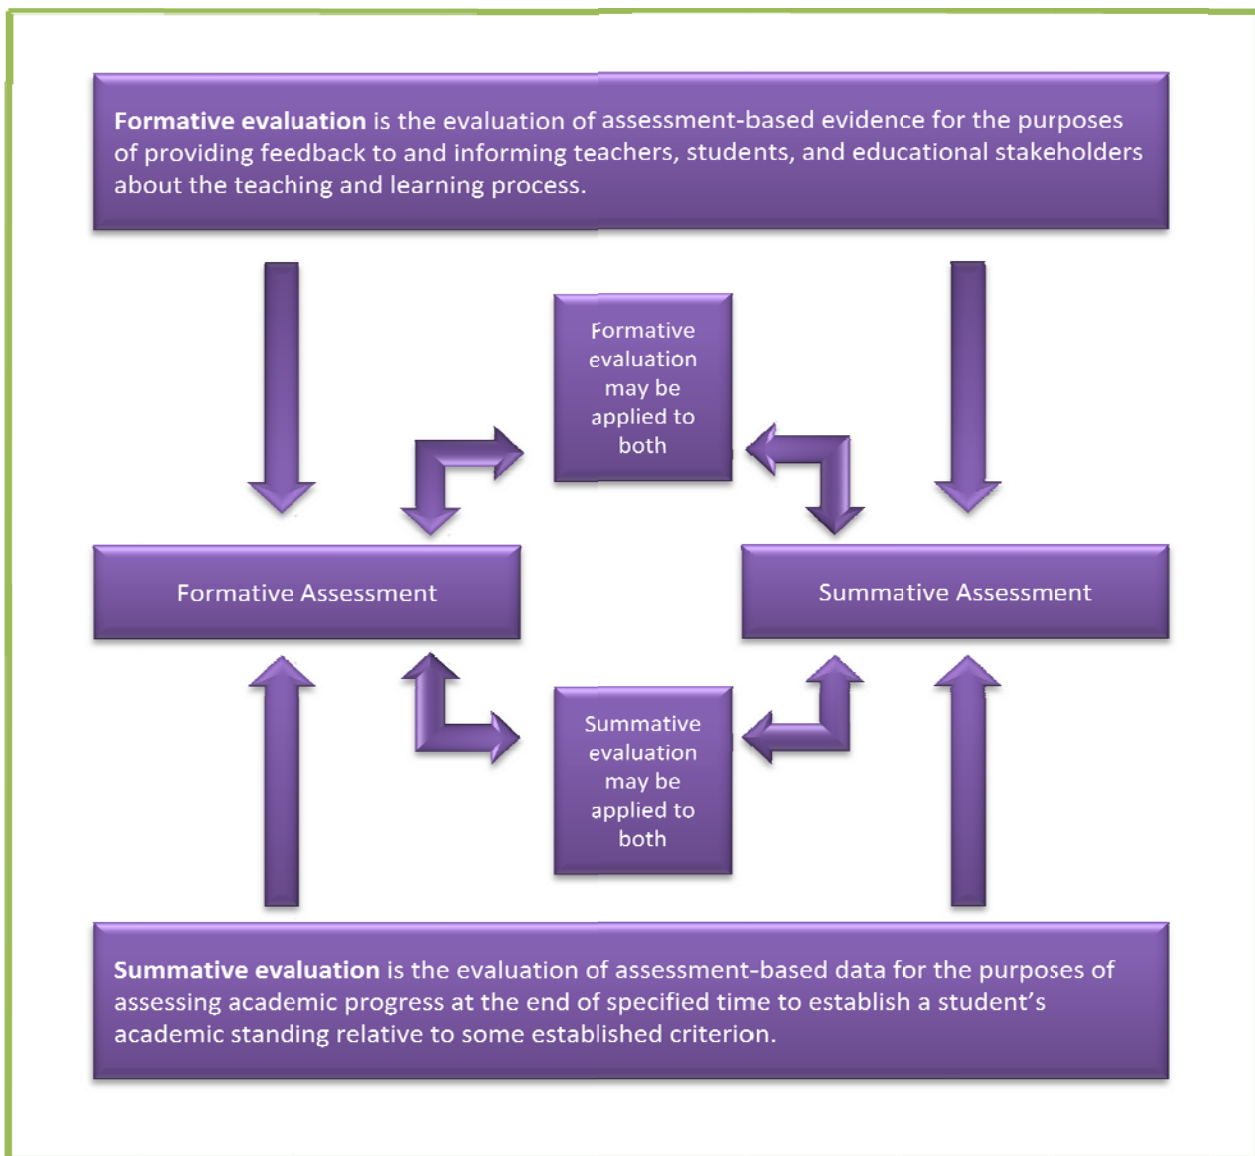 Formative evaluation is the evaluation of assessment-based evidence for the purposes
of providing feedback to and informing teachers, students, and educational stakeholders
about the teaching and learning process.
Formative
evaluation
may be
applied to
both
Formative Assessment
Summative Assessment
Summative
evaluation
may be
applied to
both
Summative evaluation is the evaluation of assessment-based data for the purposes of
assessing academic progress at the end of specified time to establish a student’s
academic standing relative to some established criterion.